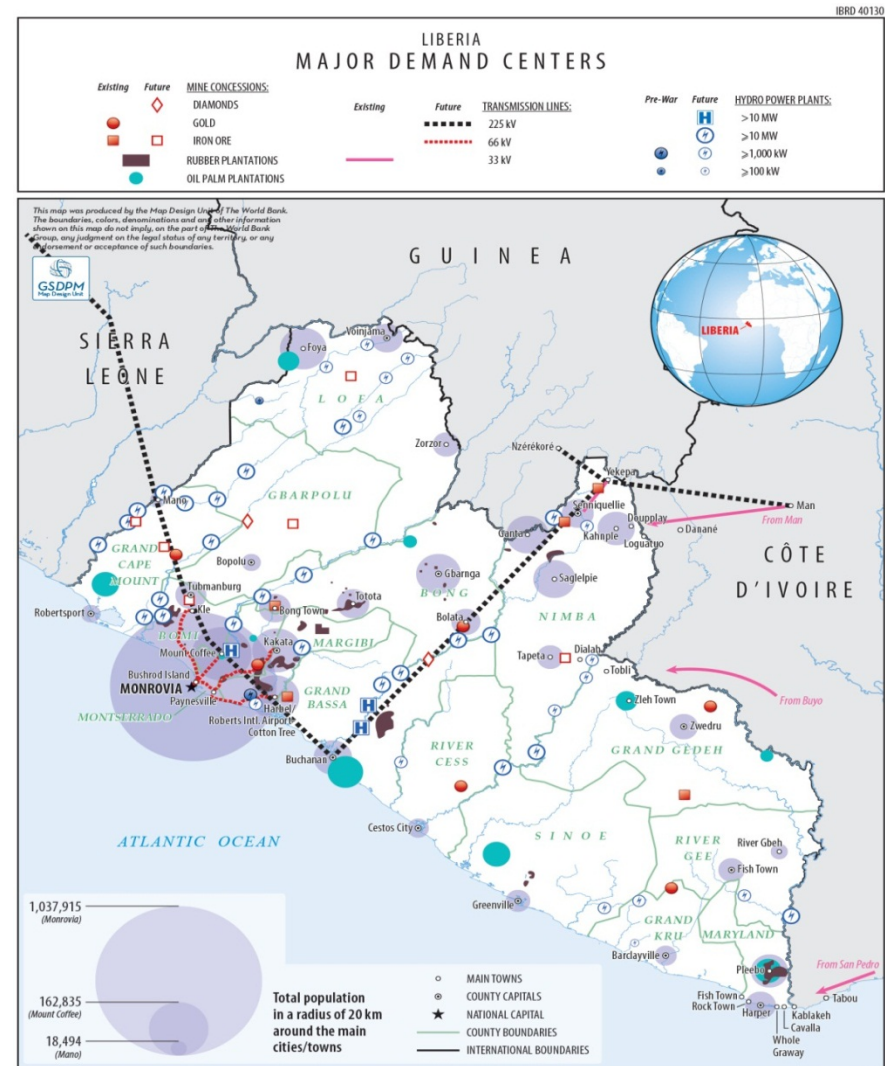 IBRD 40130
LIBERIA
MAJOR DEMAND CENTERS
Existing Future MINE CONCESSIONS:
DIAMONDS
GOLD
IRON ORE
RUBBER PLANTATIONS
OIL PALM PLANTATIONS
Existing Future TRANSMISSION LINES:
225 kV
66 kV
33 kV
Pre-War Future HYDRO POWER PLANTS:
>10 MW
⩾10 MW
⩾1,000 kW
⩾100 kW
This map was produced by the Map Design Unit of The World Bank.
The boundaries, colors, denominations and any other information
shown on this map do not imply, on the part of The World Bank
Group, any judgment on the legal status of any territory, or any
endorsement or acceptance of such boundaries.
GSDPM
Map Design Unit
GUINEA
SIERRA
LEONE
CÔTE
D'IVOIRE
LIBERIA
Voinjama
Foya
LOFA
Zorzor
Nzérékoré
Yekepa
Man
From Man
Sanniquellie
Mano
GBARPOLU
Ganta
Kahnple
Doupplay
Loguatuo
Danané
GRAND
CAPE
MOUNT
Bopolu
Gbarnga
Saglelpie
Tubmanburg
Totota
BONG
Robertsport
Kle
Bong Town
Bolata
NIMBA
BOMI
Kakata
MARGIBI
Mount Coffee
Tapeta
Dialah
Tobli
Bushrod Island
MONROVIA
Paynesville
MONTSERRADO
Harbel/
Roberts Intl. Airport
Cotton Tree
GRAND
BASSA
From Buyo
Zleh Town
Zwedru
Buchanan
RIVER
CESS
GRAND GEDEH
Cestos City
ATLANTIC OCEAN
SINOE
RIVER
GEE
River Gbeh
Fish Town
Greenville
GRAND
KRU
MARYLAND
Barclayville
Pleebo
From San Pedro
Fish Town
Rock Town
Harper
Kablakeh
Cavalla
Tabou
Whole
Graway
1,037,915
(Monrovia)
162,835
(Mount Coffee)
18,494
(Mano)
Total population
in a radius of 20 km
around the main
cities/towns
MAIN TOWNS
COUNTY CAPITALS
NATIONAL CAPITAL
COUNTY BOUNDARIES
INTERNATIONAL BOUNDARIES